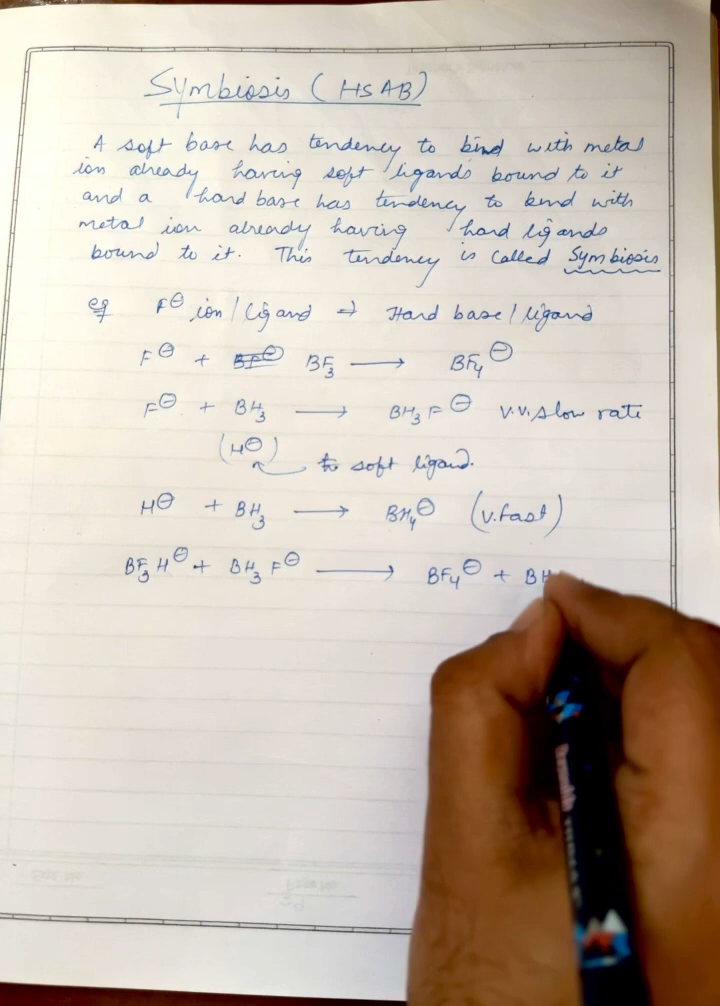 Symbiosis (HSAB)
A soft base has tendency to bind with metal
ion already having soft ligands bound to it
and a hard base has tendency to bind with
metal ion already having hard ligands
bound to it. This tendency is called Symbiosis
eg F⊖ ion/ligand → Hard base/ligand
F⊖ + BF₃ → BF₄⊖
F⊖ + BH₃ → BH₃F⊖ v.v. slow rate
(H⊖) soft ligand.
H⊖ + BH₃ → BH₄⊖ (v.fast)
BF₃H⊖ + BH₃F⊖ → BF₄⊖ + BH